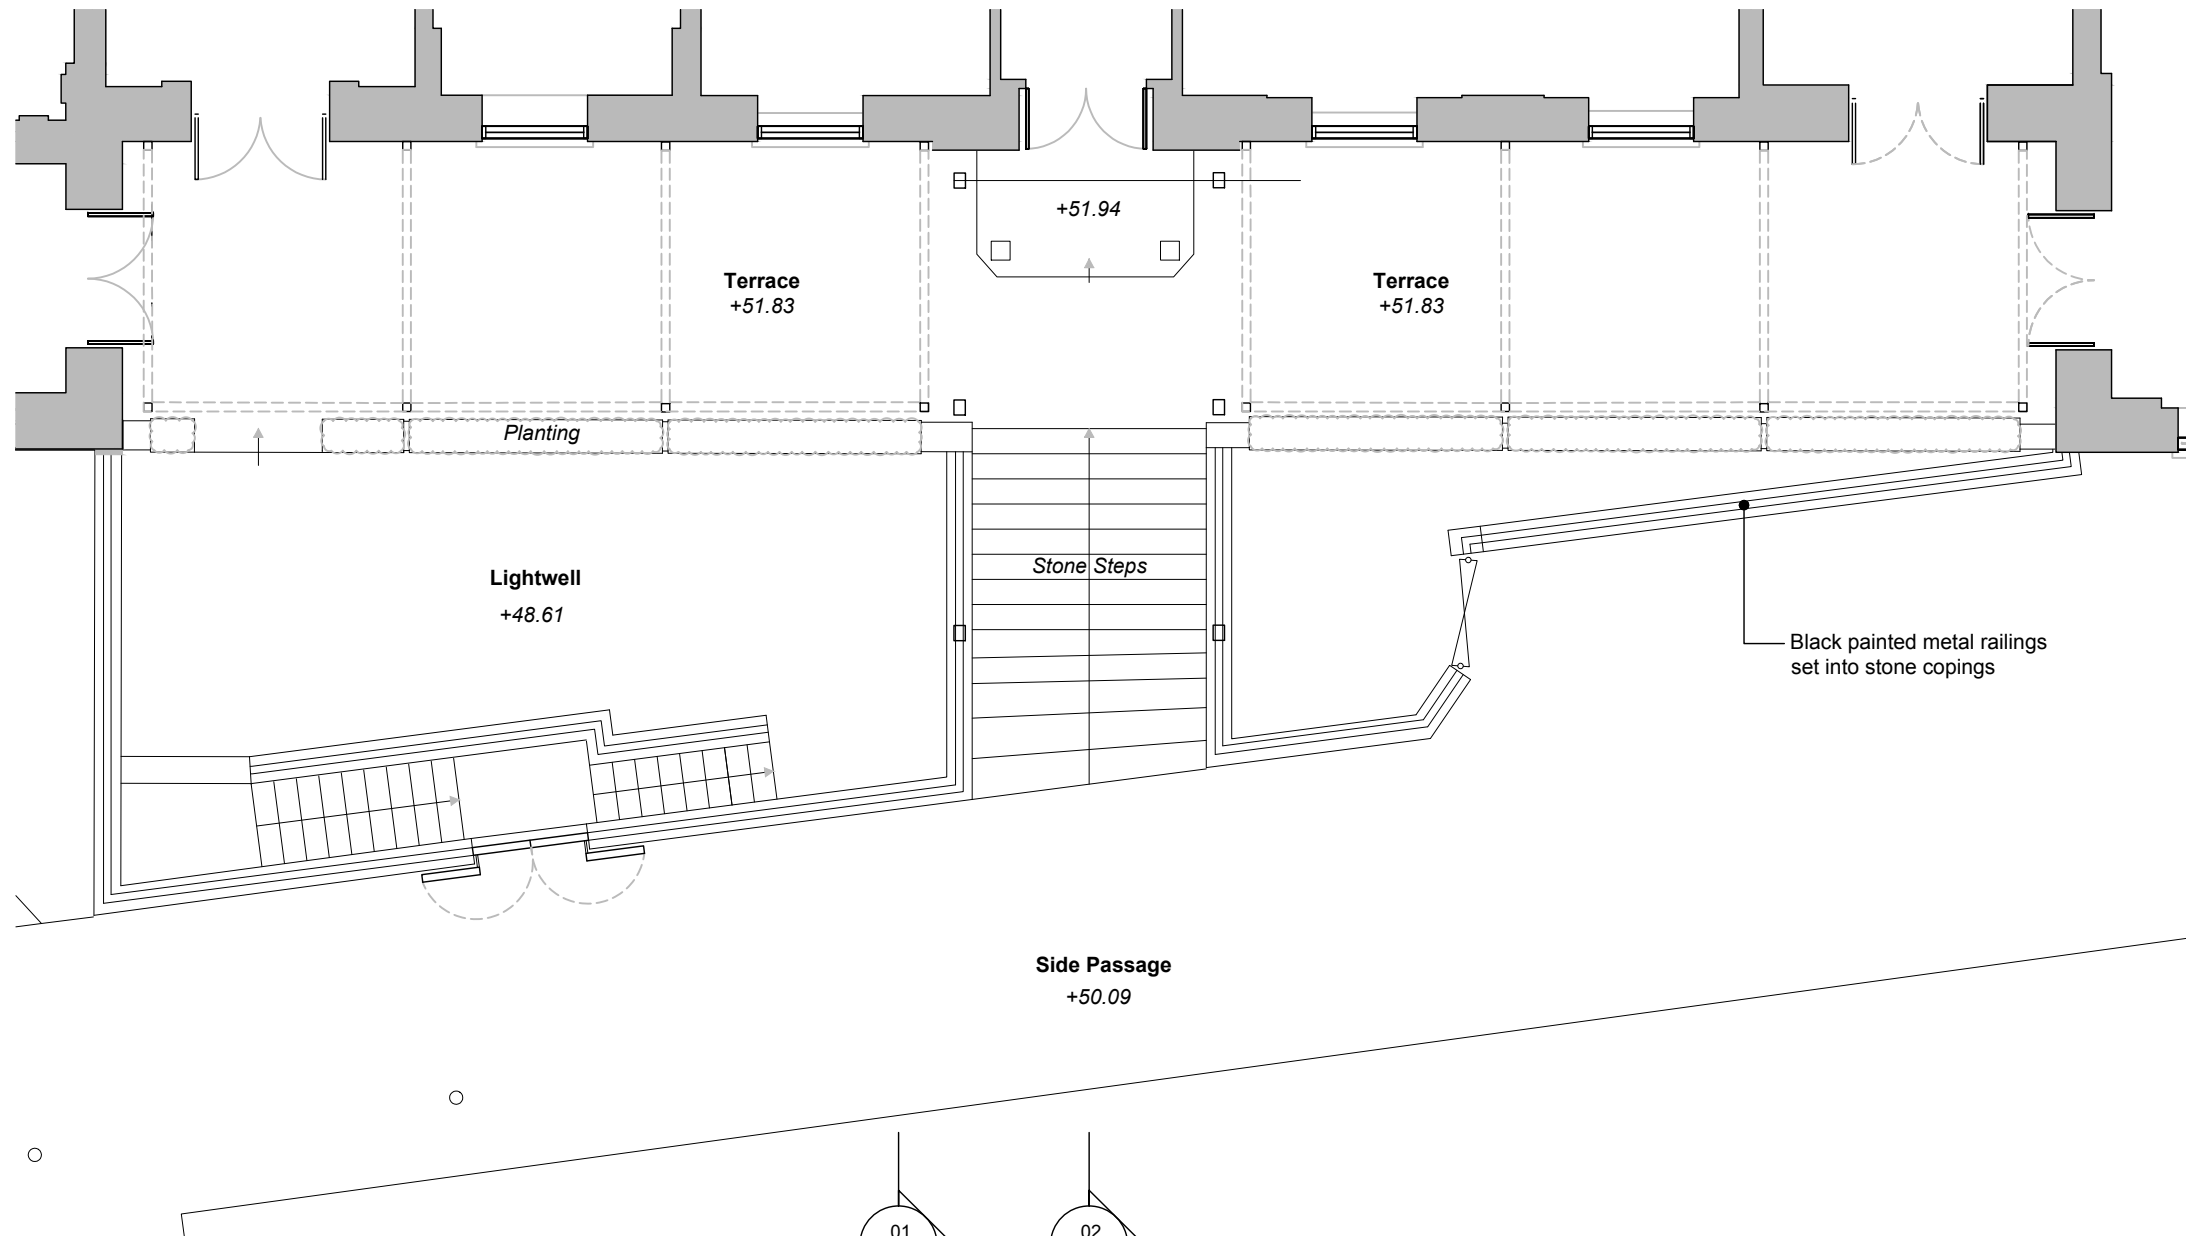 +51.94
Terrace
+51.83
Terrace
+51.83
Planting
Lightwell
+48.61
Stone Steps
Black painted metal railings
set into stone copings
Side Passage
+50.09
01
02